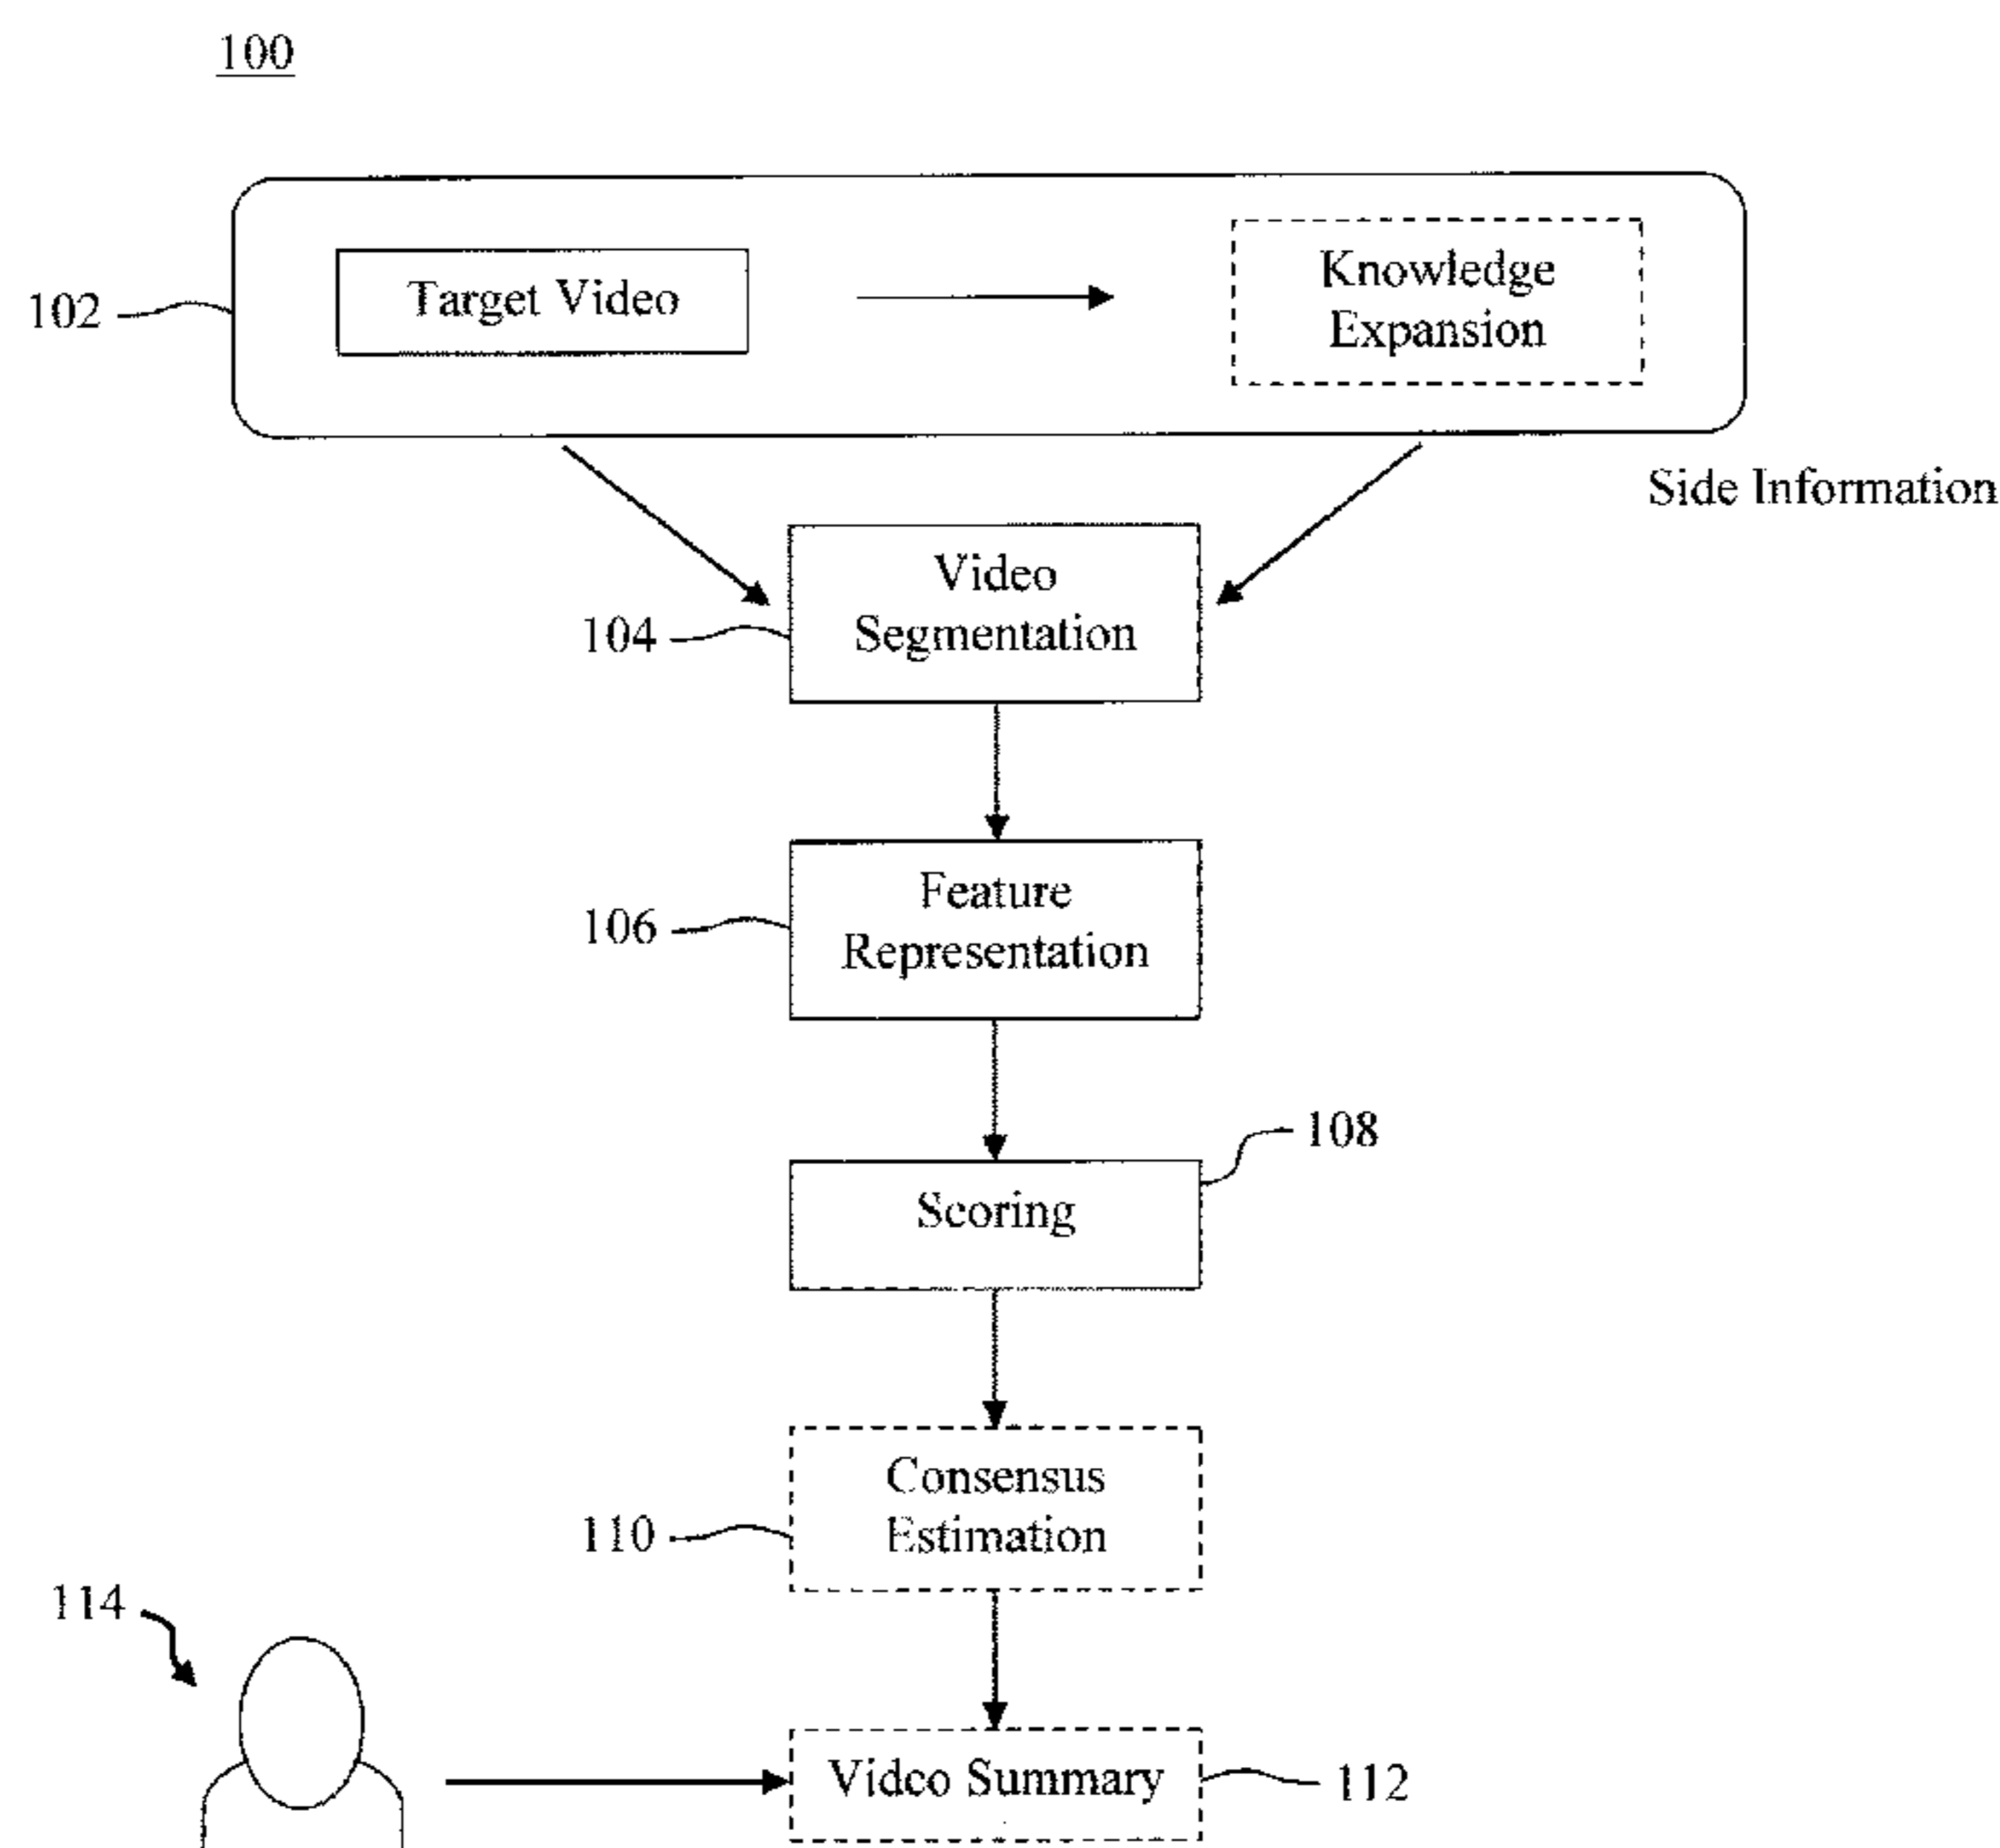 100
Target Video
Knowledge
Expansion
102
Side Information
Video
Segmentation
104
Feature
Representation
106
108
Scoring
Consensus
Estimation
110
114
Video Summary
112